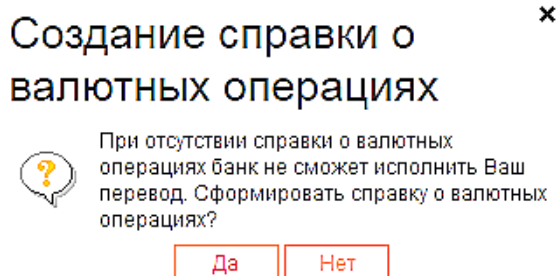 Создание справки о
валютных операциях
При отсутствии справки о валютных
операциях банк не сможет исполнить Ваш
перевод. Сформировать справку о валютных
операциях?
Да Нет